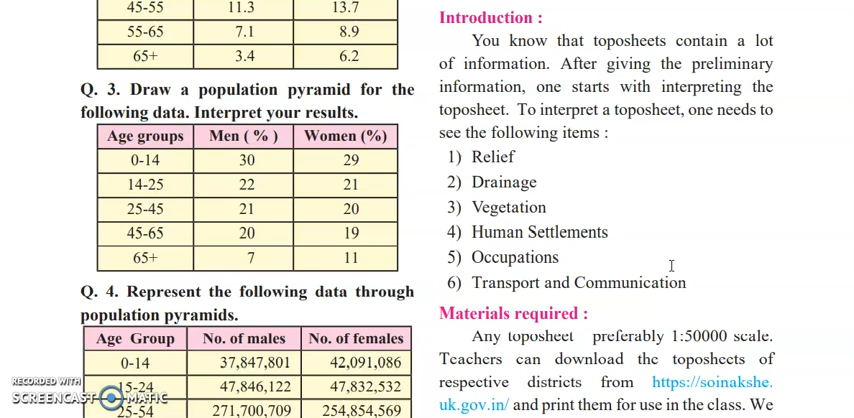 45-55 11.3 13.7
55-65 7.1 8.9
65+ 3.4 6.2
Q. 3. Draw a population pyramid for the
following data. Interpret your results.
Age groups Men ( % ) Women (%)
0-14 30 29
14-25 22 21
25-45 21 20
45-65 20 19
65+ 7 11
Q. 4. Represent the following data through
population pyramids.
Age Group No. of males No. of females
0-14 37,847,801 42,091,086
15-24 47,846,122 47,832,532
25-54 271,700,709 254,854,569
Introduction :
You know that toposheets contain a lot
of information. After giving the preliminary
information, one starts with interpreting the
toposheet. To interpret a toposheet, one needs to
see the following items :
1) Relief
2) Drainage
3) Vegetation
4) Human Settlements
5) Occupations
6) Transport and Communication
Materials required :
Any toposheet preferably 1:50000 scale.
Teachers can download the toposheets of
respective districts from https://soinakshe.
uk.gov.in/ and print them for use in the class. We
RECORDED WITH
SCREENCAST MATIC